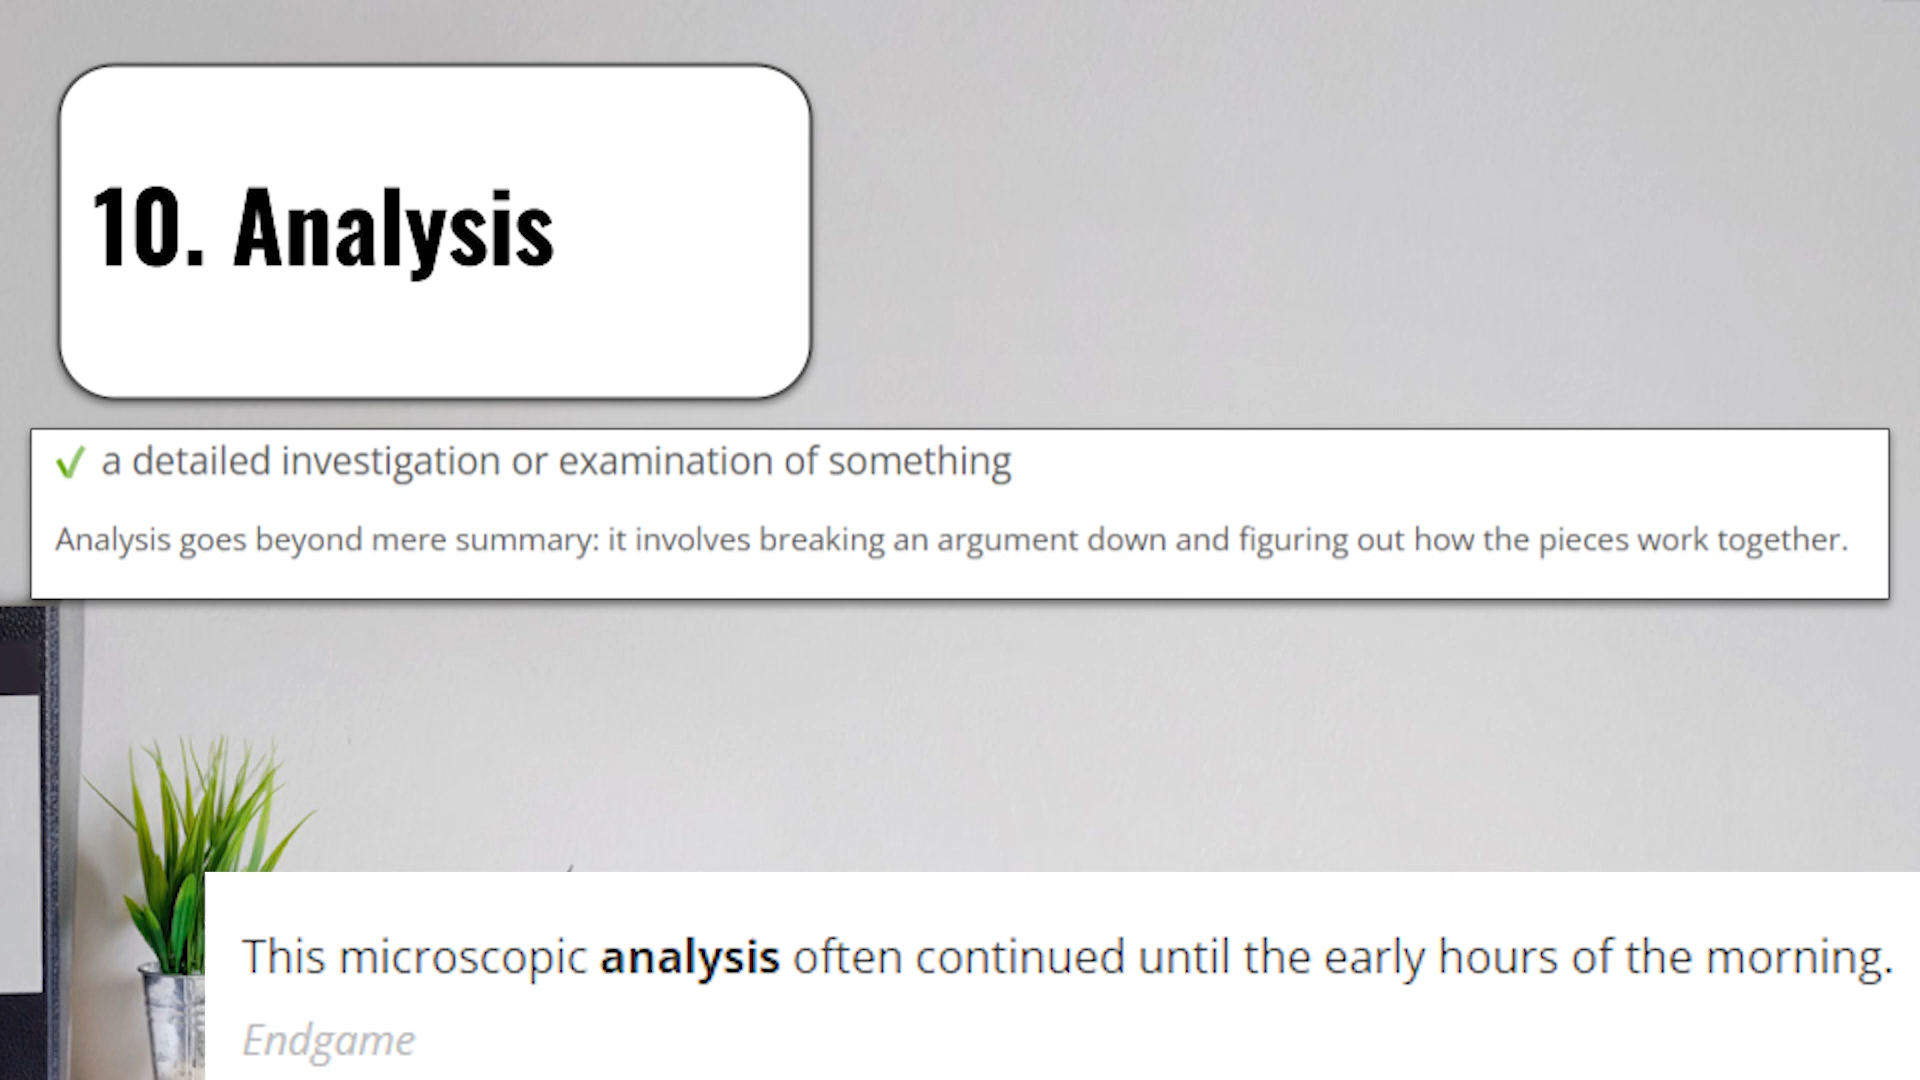 10. Analysis
✓ a detailed investigation or examination of something
Analysis goes beyond mere summary: it involves breaking an argument down and figuring out how the pieces work together.
This microscopic analysis often continued until the early hours of the morning.
Endgame